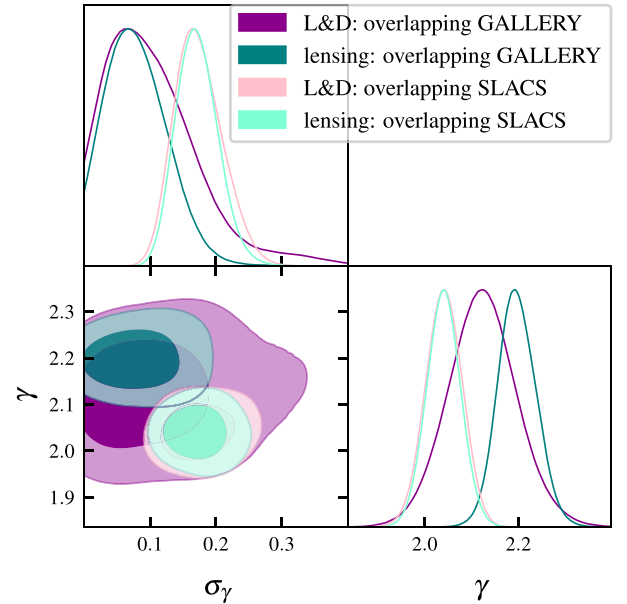 L&D: overlapping GALLERY
lensing: overlapping GALLERY
L&D: overlapping SLACS
lensing: overlapping SLACS
2.3
2.2
2.1
2.0
1.9
γ
0.1 0.2 0.3
σγ
2.0 2.2
γ